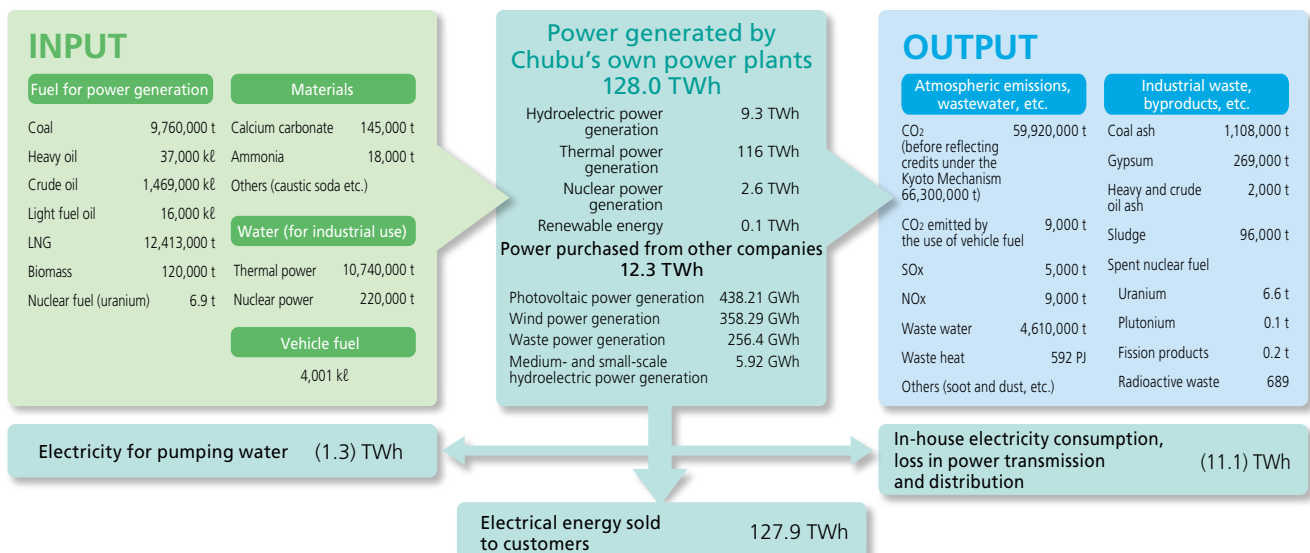 INPUT
Fuel for power generation
Coal 9,760,000 t
Heavy oil 37,000 kℓ
Crude oil 1,469,000 kℓ
Light fuel oil 16,000 kℓ
LNG 12,413,000 t
Biomass 120,000 t
Nuclear fuel (uranium) 6.9 t
Materials
Calcium carbonate 145,000 t
Ammonia 18,000 t
Others (caustic soda etc.)
Water (for industrial use)
Thermal power 10,740,000 t
Nuclear power 220,000 t
Vehicle fuel
4,001 kℓ
Power generated by
Chubu's own power plants
128.0 TWh
Hydroelectric power 9.3 TWh
generation
Thermal power 116 TWh
generation
Nuclear power 2.6 TWh
generation
Renewable energy 0.1 TWh
Power purchased from other companies
12.3 TWh
Photovoltaic power generation 438.21 GWh
Wind power generation 358.29 GWh
Waste power generation 256.4 GWh
Medium- and small-scale 5.92 GWh
hydroelectric power generation
OUTPUT
Atmospheric emissions,
wastewater, etc.
CO₂ 59,920,000 t
(before reflecting
credits under the
Kyoto Mechanism
66,300,000 t)
CO₂ emitted by 9,000 t
the use of vehicle fuel
SOx 5,000 t
NOx 9,000 t
Waste water 4,610,000 t
Waste heat 592 PJ
Others (soot and dust, etc.)
Industrial waste,
byproducts, etc.
Coal ash 1,108,000 t
Gypsum 269,000 t
Heavy and crude 2,000 t
oil ash
Sludge 96,000 t
Spent nuclear fuel
Uranium 6.6 t
Plutonium 0.1 t
Fission products 0.2 t
Radioactive waste 689
Electricity for pumping water (1.3) TWh
In-house electricity consumption,
loss in power transmission (11.1) TWh
and distribution
Electrical energy sold 127.9 TWh
to customers